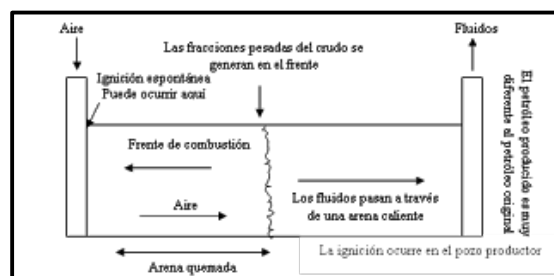 Aire
Fluidos
Las fracciones pesadas del crudo se
generan en el frente
Ignición espontánea
Puede ocurrir aquí
Frente de combustión
Aire
Los fluidos pasan a través
de una arena caliente
El petróleo producido es muy
diferente al petróleo original
La ignición ocurre en el pozo productor
Arena quemada